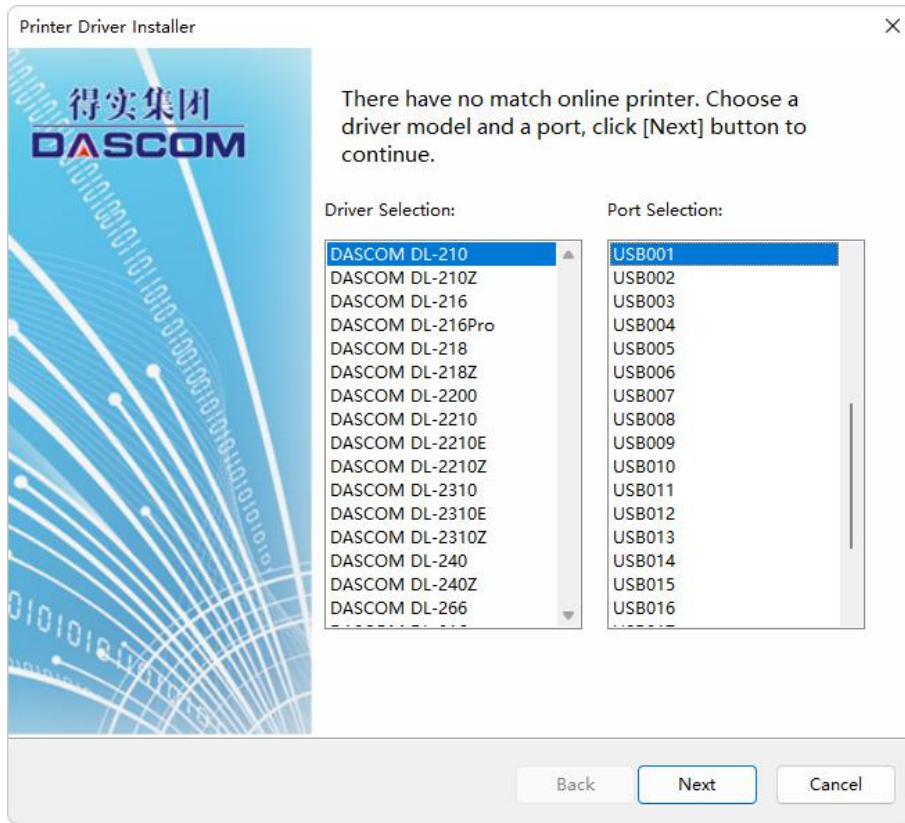 Printer Driver Installer
得实集团
DASCOM
There have no match online printer. Choose a
driver model and a port, click [Next] button to
continue.
Driver Selection:
DASCOM DL-210
DASCOM DL-210Z
DASCOM DL-216
DASCOM DL-216Pro
DASCOM DL-218
DASCOM DL-218Z
DASCOM DL-2200
DASCOM DL-2210
DASCOM DL-2210E
DASCOM DL-2210Z
DASCOM DL-2310
DASCOM DL-2310E
DASCOM DL-2310Z
DASCOM DL-240
DASCOM DL-240Z
DASCOM DL-266
Port Selection:
USB001
USB002
USB003
USB004
USB005
USB006
USB007
USB008
USB009
USB010
USB011
USB012
USB013
USB014
USB015
USB016
Back
Next
Cancel